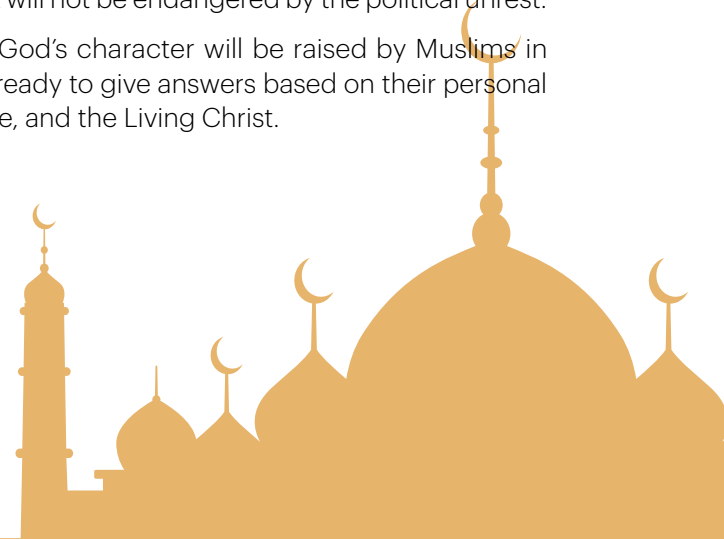 will not be endangered by the political unrest.
God’s character will be raised by Muslims in
ready to give answers based on their personal
e, and the Living Christ.